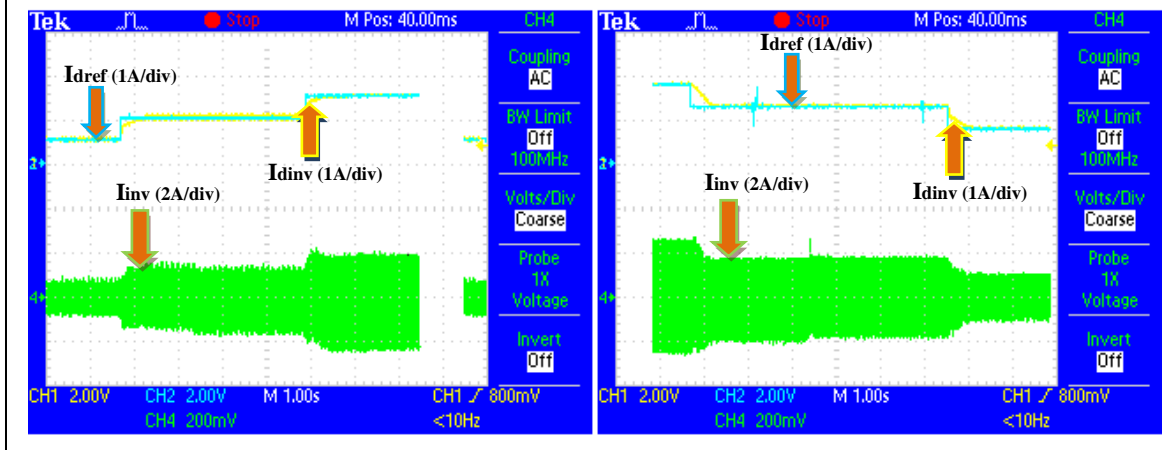 Tek Stop M Pos: 40.00ms CH4
Coupling
AC
BW Limit
Off
100MHz
Volts/Div
Coarse
Probe
1X
Voltage
Invert
Off
Idref (1A/div)
Idinv (1A/div)
Iinv (2A/div)
4
CH1 2.00V CH2 2.00V M 1.00s CH1 800mV
CH4 200mV <10Hz
Tek Stop M Pos: 40.00ms CH4
Coupling
AC
BW Limit
Off
100MHz
Volts/Div
Coarse
Probe
1X
Voltage
Invert
Off
Idref (1A/div)
Iinv (2A/div)
Idinv (1A/div)
4
CH1 2.00V CH2 2.00V M 1.00s CH1 800mV
CH4 200mV <10Hz